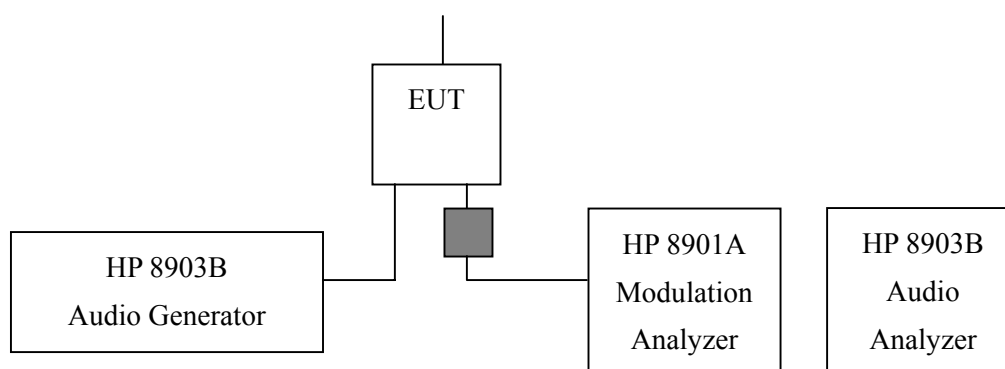 EUT
HP 8903B
Audio Generator
HP 8901A
Modulation
Analyzer
HP 8903B
Audio
Analyzer